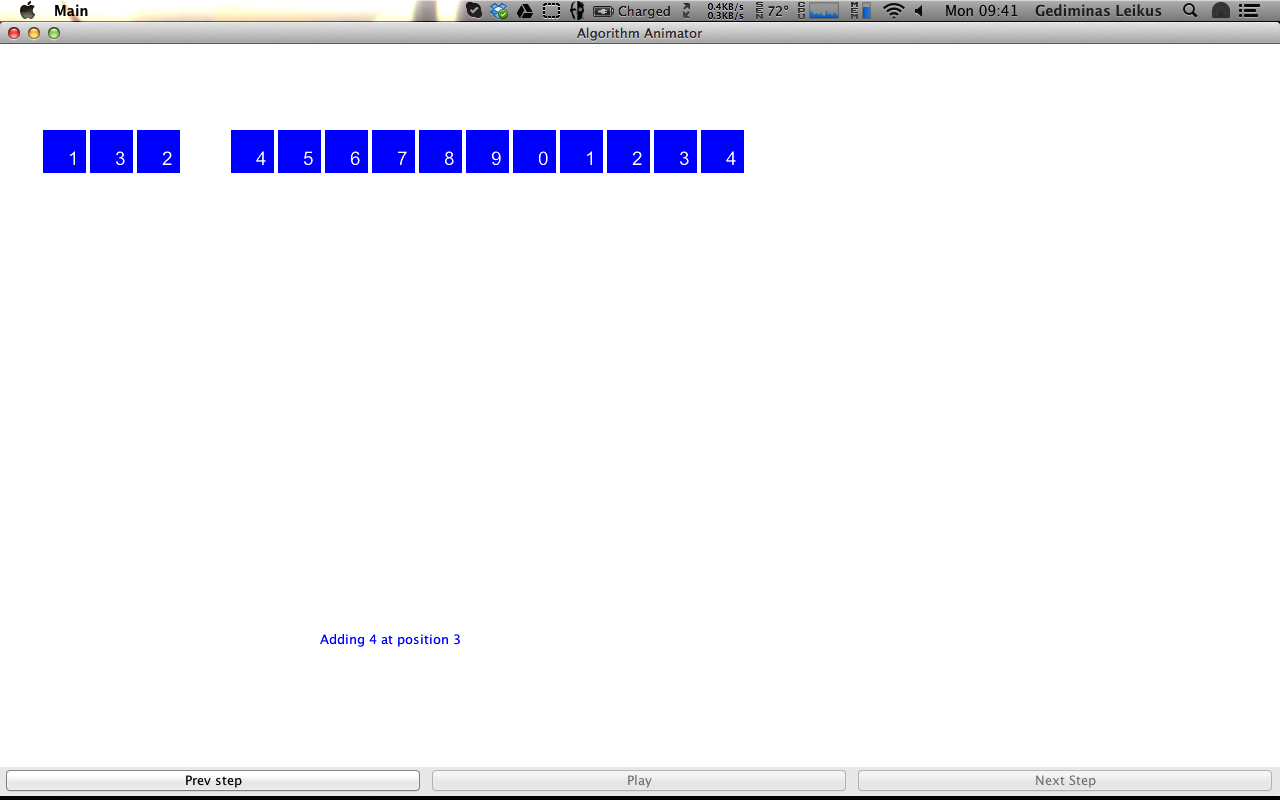 Main Charged 0.4KB/s 0.3KB/s SEN 72° CPU MEM Mon 09:41 Gediminas Leikus
Algorithm Animator
1 3 2 4 5 6 7 8 9 0 1 2 3 4
Adding 4 at position 3
Prev step Play Next Step